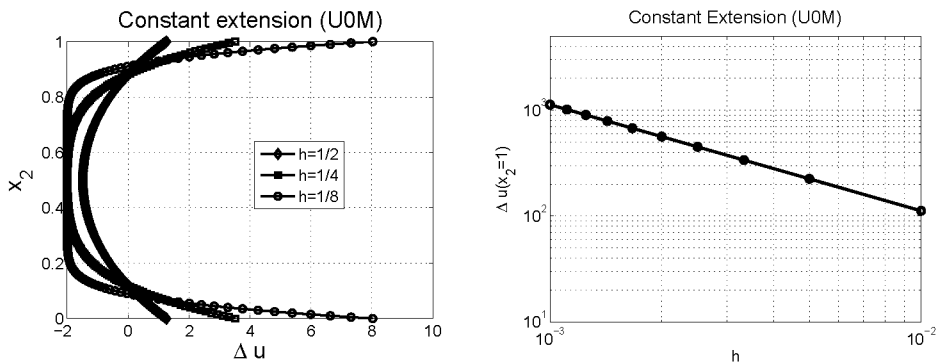 Constant extension (U0M)
1
0.8
0.6
0.4
0.2
0
x2
h=1/2
h=1/4
h=1/8
-2 0 2 4 6 8 10
Δ u
Constant Extension (U0M)
10^3
10^2
10^1
Δ u(x2=1)
10^-3 10^-2
h